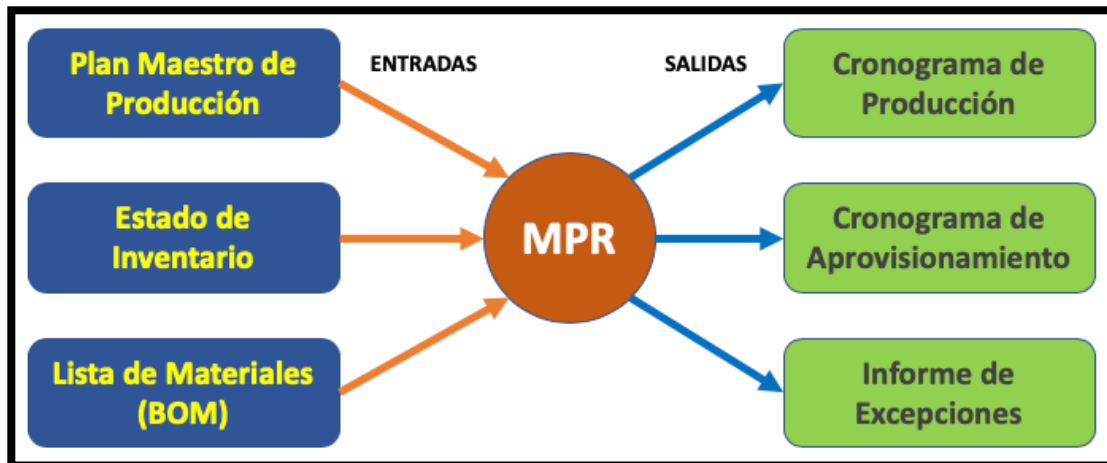 Plan Maestro de
Producción
ENTRADAS
SALIDAS
Cronograma de
Producción
Estado de
Inventario
MPR
Cronograma de
Aprovisionamiento
Lista de Materiales
(BOM)
Informe de
Excepciones